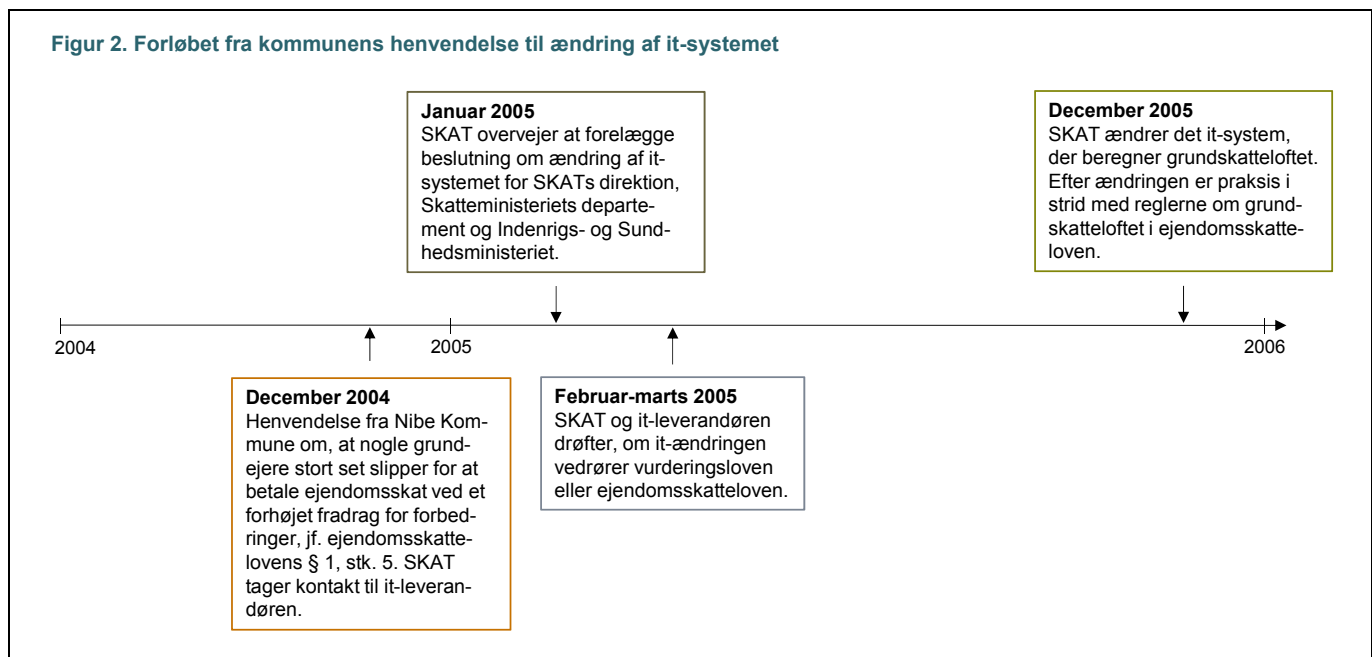 Figur 2. Forløbet fra kommunens henvendelse til ændring af it-systemet
Januar 2005
SKAT overvejer at forelægge
beslutning om ændring af it-
systemet for SKATs direktion,
Skatteministeriets departe-
ment og Indenrigs- og Sund-
hedsministeriet.
December 2005
SKAT ændrer det it-system,
der beregner grundskatteloftet.
Efter ændringen er praksis i
strid med reglerne om grund-
skatteloftet i ejendomsskatte-
loven.
2004
2005
2006
December 2004
Henvendelse fra Nibe Kom-
mune om, at nogle grund-
ejere stort set slipper for at
betale ejendomsskat ved et
forhøjet fradrag for forbed-
ringer, jf. ejendomsskatte-
lovens § 1, stk. 5. SKAT
tager kontakt til it-leveran-
døren.
Februar-marts 2005
SKAT og it-leverandøren
drøfter, om it-ændringen
vedrører vurderingsloven
eller ejendomsskatteloven.